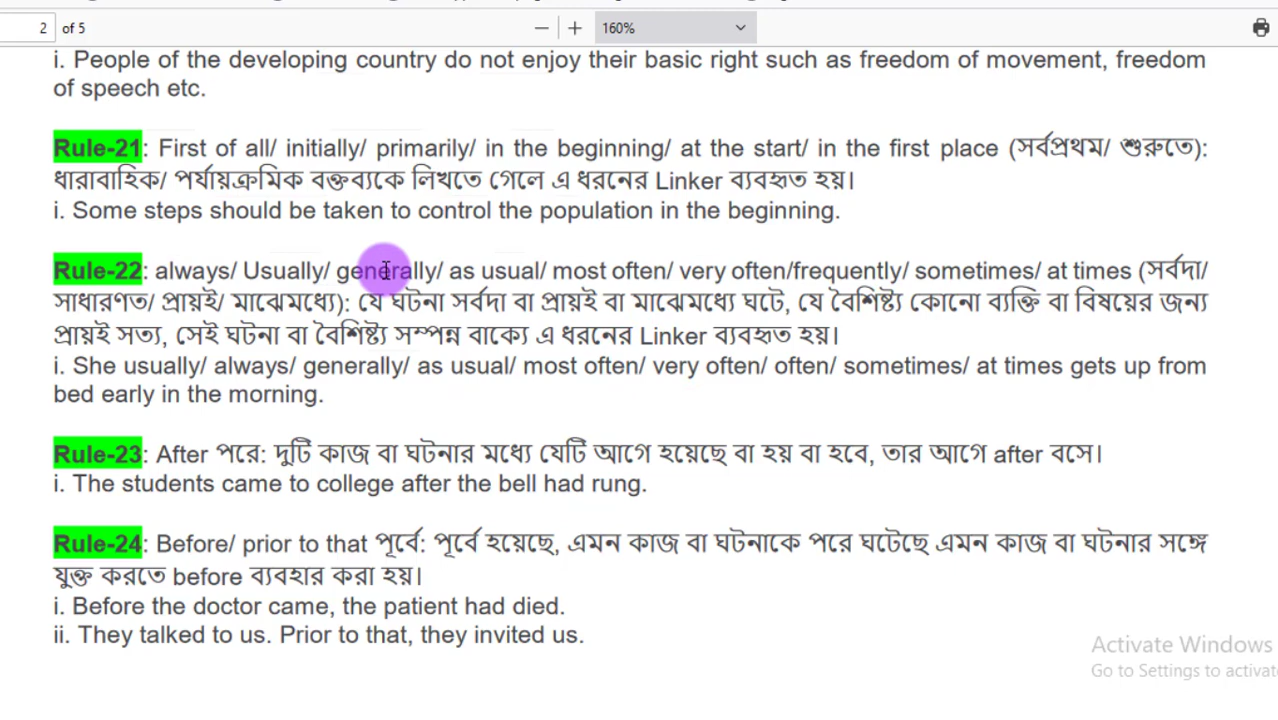 2 of 5 160%
i. People of the developing country do not enjoy their basic right such as freedom of movement, freedom
of speech etc.
Rule-21: First of all/ initially/ primarily/ in the beginning/ at the start/ in the first place (সর্বপ্রথম/ শুরুতে):
ধারাবাহিক/ পর্যায়ক্রমিক বক্তব্যকে লিখতে গেলে এ ধরনের Linker ব্যবহৃত হয়।
i. Some steps should be taken to control the population in the beginning.
Rule-22: always/ Usually/ generally/ as usual/ most often/ very often/frequently/ sometimes/ at times (সর্বদা/
সাধারণত/ প্রায়ই/ মাঝেমধ্যে): যে ঘটনা সর্বদা বা প্রায়ই বা মাঝেমধ্যে ঘটে, যে বৈশিষ্ট্য কোনো ব্যক্তি বা বিষয়ের জন্য
প্রায়ই সত্য, সেই ঘটনা বা বৈশিষ্ট্য সম্পন্ন বাক্যে এ ধরনের Linker ব্যবহৃত হয়।
i. She usually/ always/ generally/ as usual/ most often/ very often/ often/ sometimes/ at times gets up from
bed early in the morning.
Rule-23: After পরে: দুটি কাজ বা ঘটনার মধ্যে যেটি আগে হয়েছে বা হয় বা হবে, তার আগে after বসে।
i. The students came to college after the bell had rung.
Rule-24: Before/ prior to that পূর্বে: পূর্বে হয়েছে, এমন কাজ বা ঘটনাকে পরে ঘটেছে এমন কাজ বা ঘটনার সঙ্গে
যুক্ত করতে before ব্যবহার করা হয়।
i. Before the doctor came, the patient had died.
ii. They talked to us. Prior to that, they invited us.
Activate Windows
Go to Settings to activat